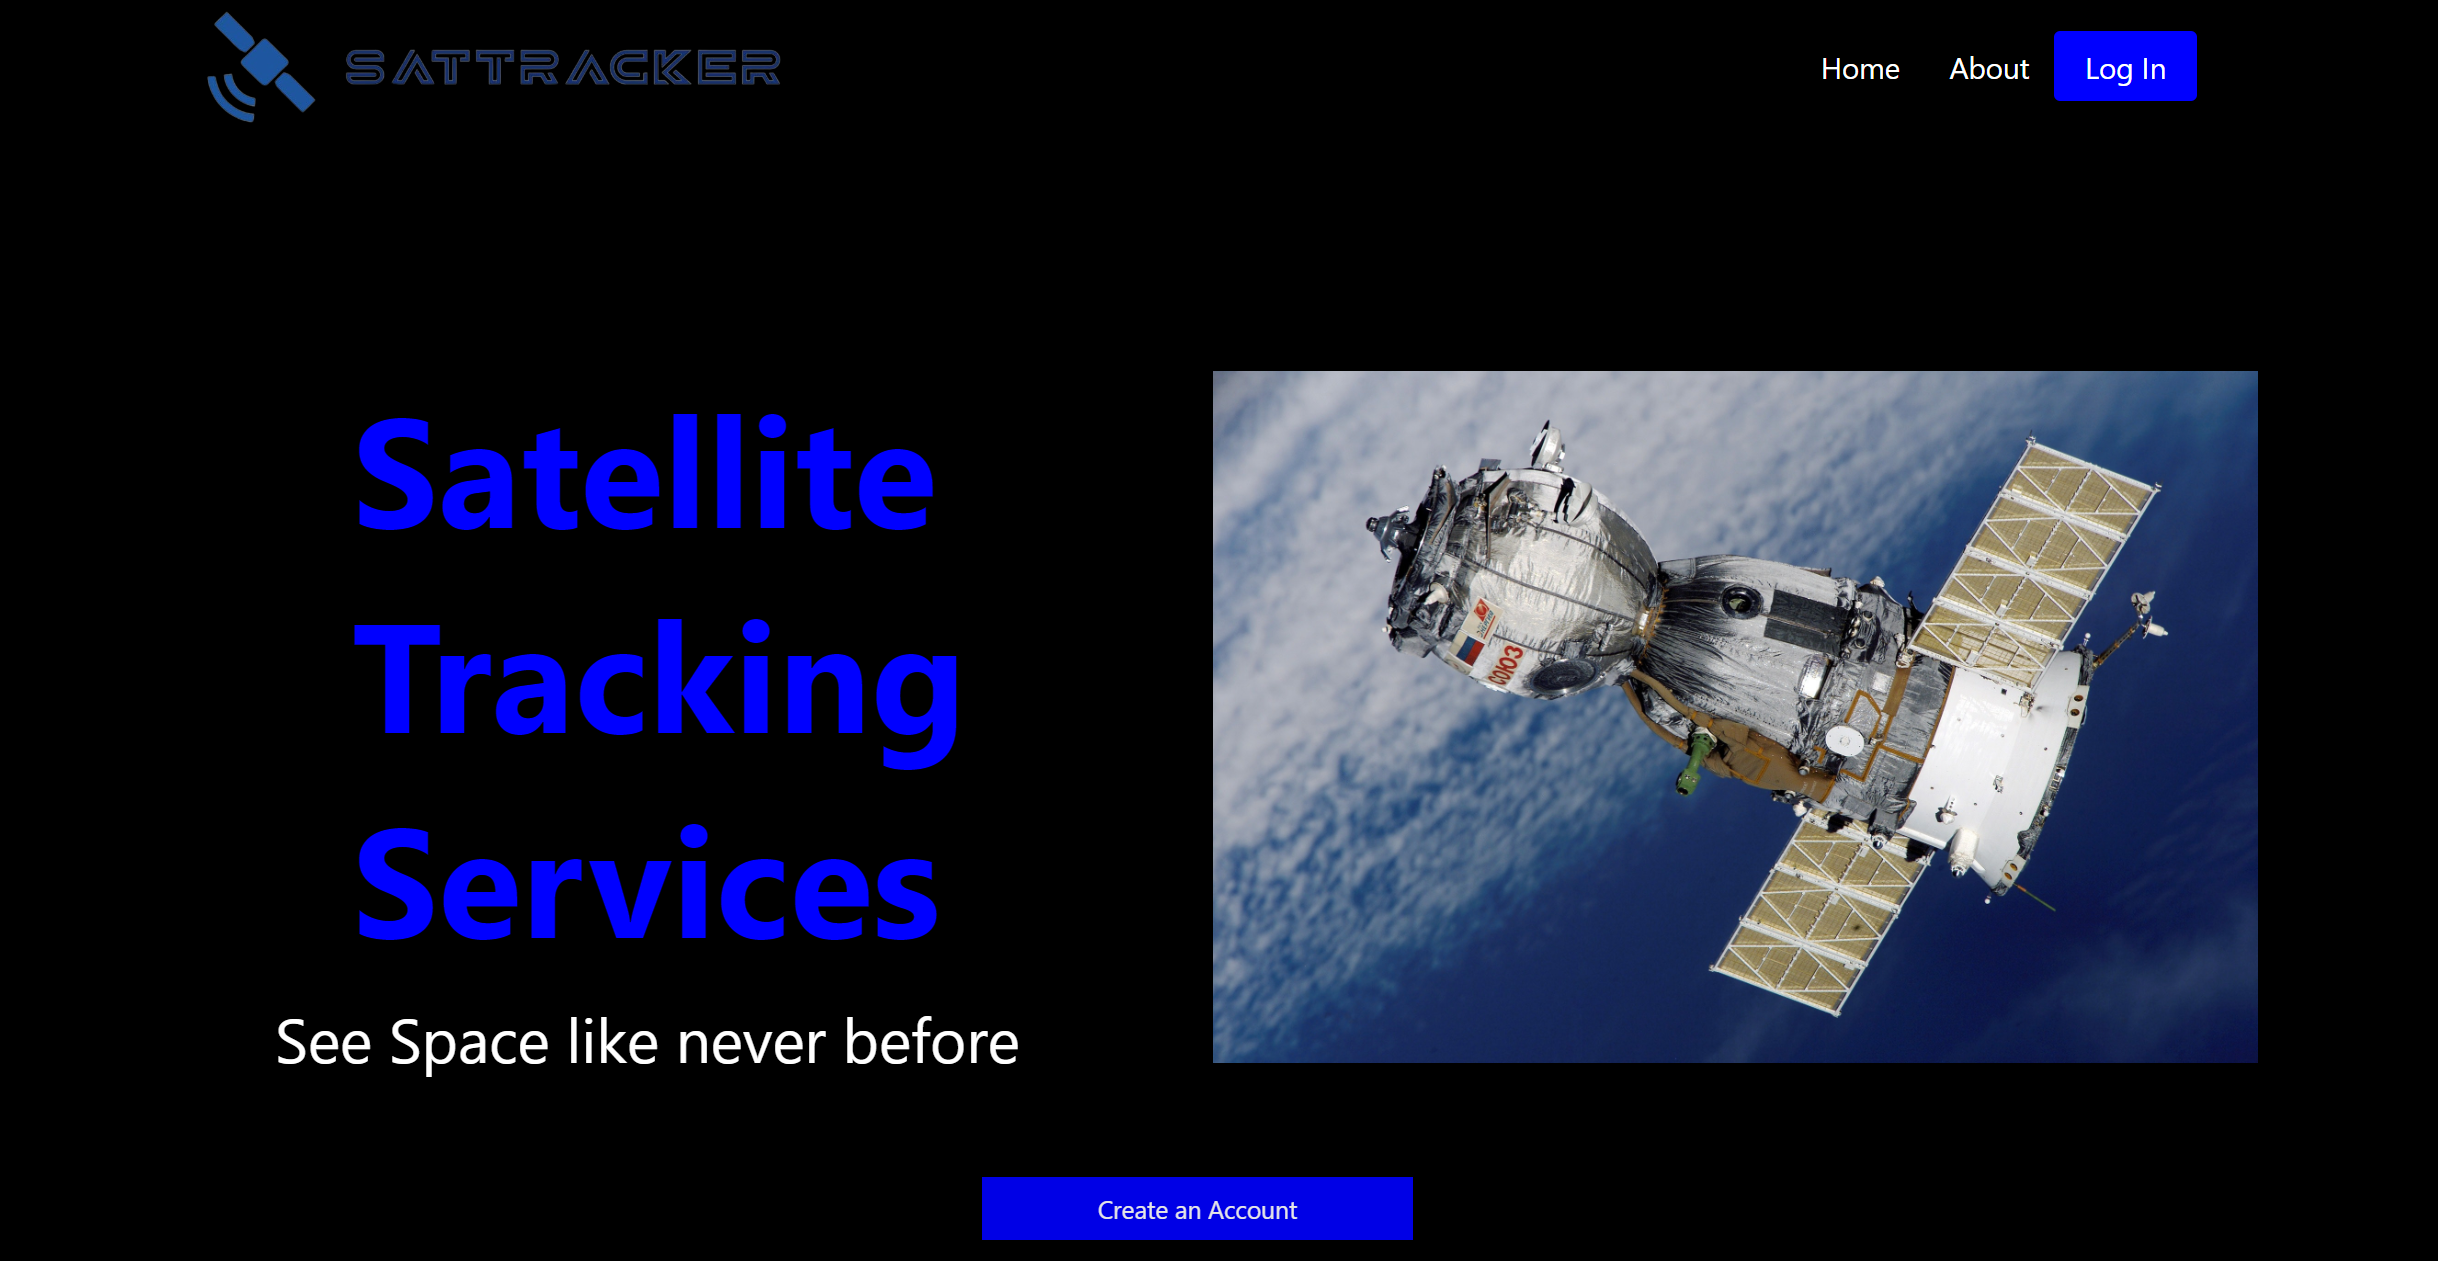 SATTRACKER
Home
About
Log In
Satellite
Tracking
Services
СОЮЗ
See Space like never before
Create an Account